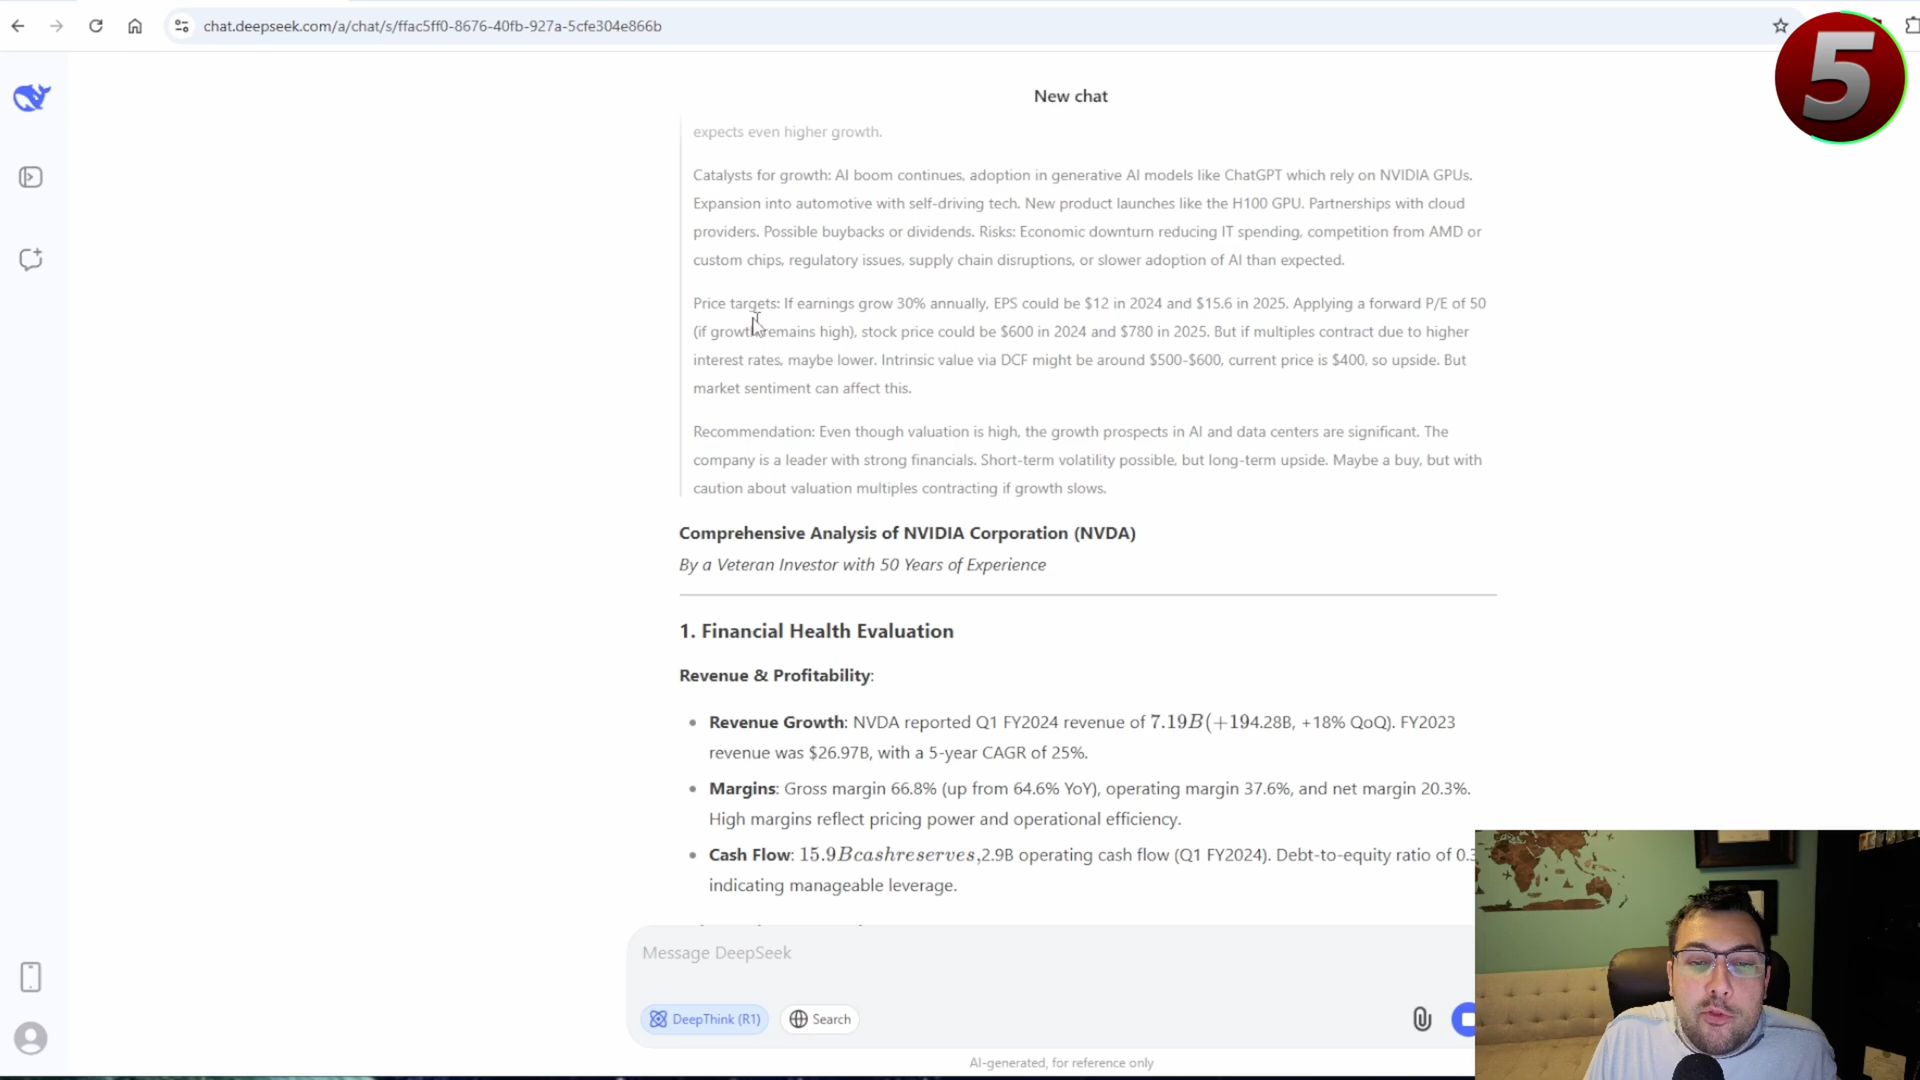 chat.deepseek.com/a/chat/s/ffac5ff0-8676-40fb-927a-5cfe304e866b
5
New chat
expects even higher growth.
Catalysts for growth: AI boom continues, adoption in generative AI models like ChatGPT which rely on NVIDIA GPUs.
Expansion into automotive with self-driving tech. New product launches like the H100 GPU. Partnerships with cloud
providers. Possible buybacks or dividends. Risks: Economic downturn reducing IT spending, competition from AMD or
custom chips, regulatory issues, supply chain disruptions, or slower adoption of AI than expected.
Price targets: If earnings grow 30% annually, EPS could be $12 in 2024 and $15.6 in 2025. Applying a forward P/E of 50
(if growth remains high), stock price could be $600 in 2024 and $780 in 2025. But if multiples contract due to higher
interest rates, maybe lower. Intrinsic value via DCF might be around $500-$600, current price is $400, so upside. But
market sentiment can affect this.
Recommendation: Even though valuation is high, the growth prospects in AI and data centers are significant. The
company is a leader with strong financials. Short-term volatility possible, but long-term upside. Maybe a buy, but with
caution about valuation multiples contracting if growth slows.
Comprehensive Analysis of NVIDIA Corporation (NVDA)
By a Veteran Investor with 50 Years of Experience
1. Financial Health Evaluation
Revenue & Profitability:
Revenue Growth: NVDA reported Q1 FY2024 revenue of 7.19B(+194.28B, +18% QoQ). FY2023
revenue was $26.97B, with a 5-year CAGR of 25%.
Margins: Gross margin 66.8% (up from 64.6% YoY), operating margin 37.6%, and net margin 20.3%.
High margins reflect pricing power and operational efficiency.
Cash Flow: 15.9Bcashreserves,2.9B operating cash flow (Q1 FY2024). Debt-to-equity ratio of
indicating manageable leverage.
Message DeepSeek
DeepThink (R1)
Search
AI-generated, for reference only